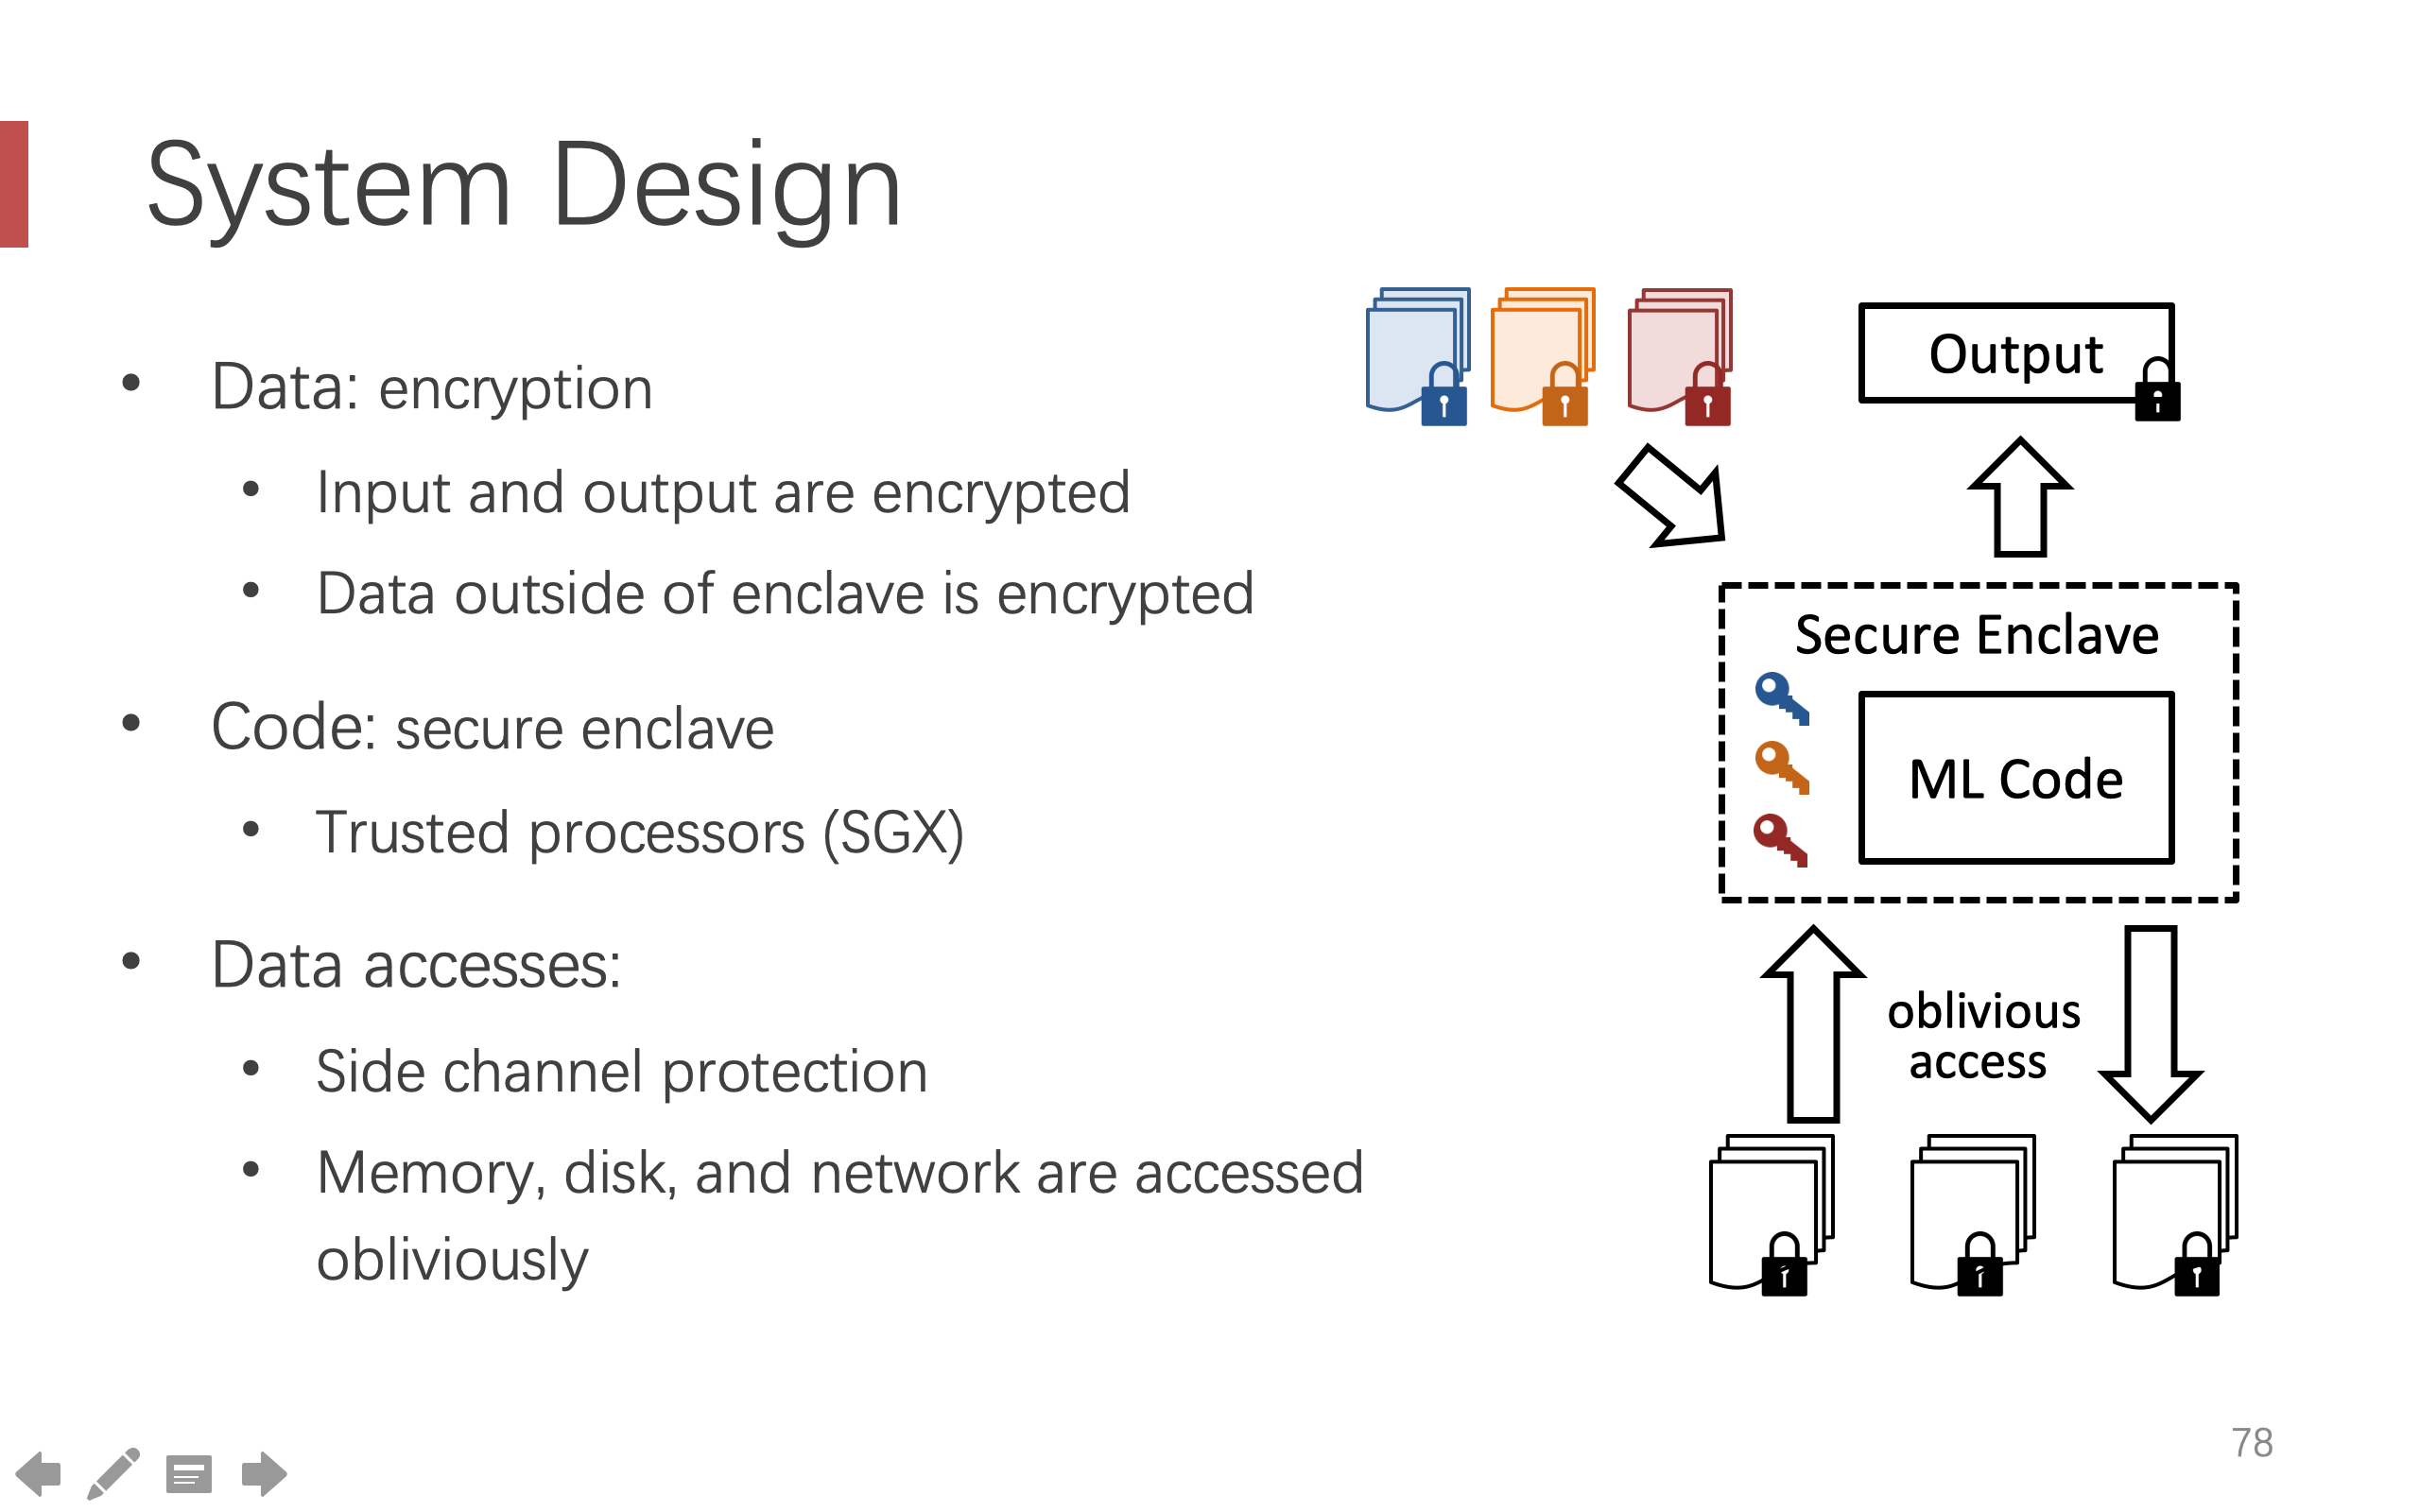 System Design
• Data: encryption
• Input and output are encrypted
• Data outside of enclave is encrypted
• Code: secure enclave
• Trusted processors (SGX)
• Data accesses:
• Side channel protection
• Memory, disk, and network are accessed
obliviously
Output
Secure Enclave
ML Code
oblivious
access
78